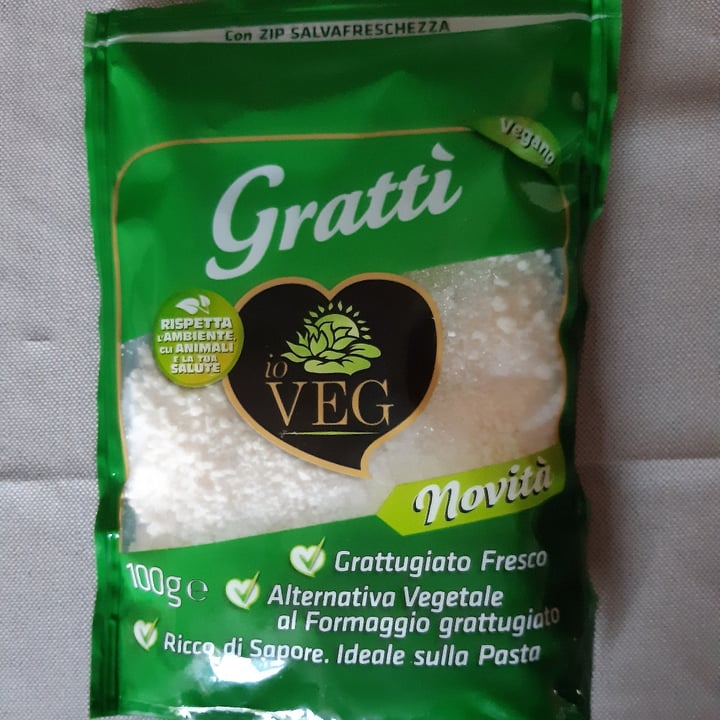 Con ZIP SALVAFRESCHEZZA
Vegano
Grattì
RISPETTA
L'AMBIENTE,
GLI ANIMALI
E LA TUA
SALUTE
io
VEG
Novità
Grattugiato Fresco
100g e
Alternativa Vegetale
al Formaggio grattugiato
Ricco di Sapore. Ideale sulla Pasta